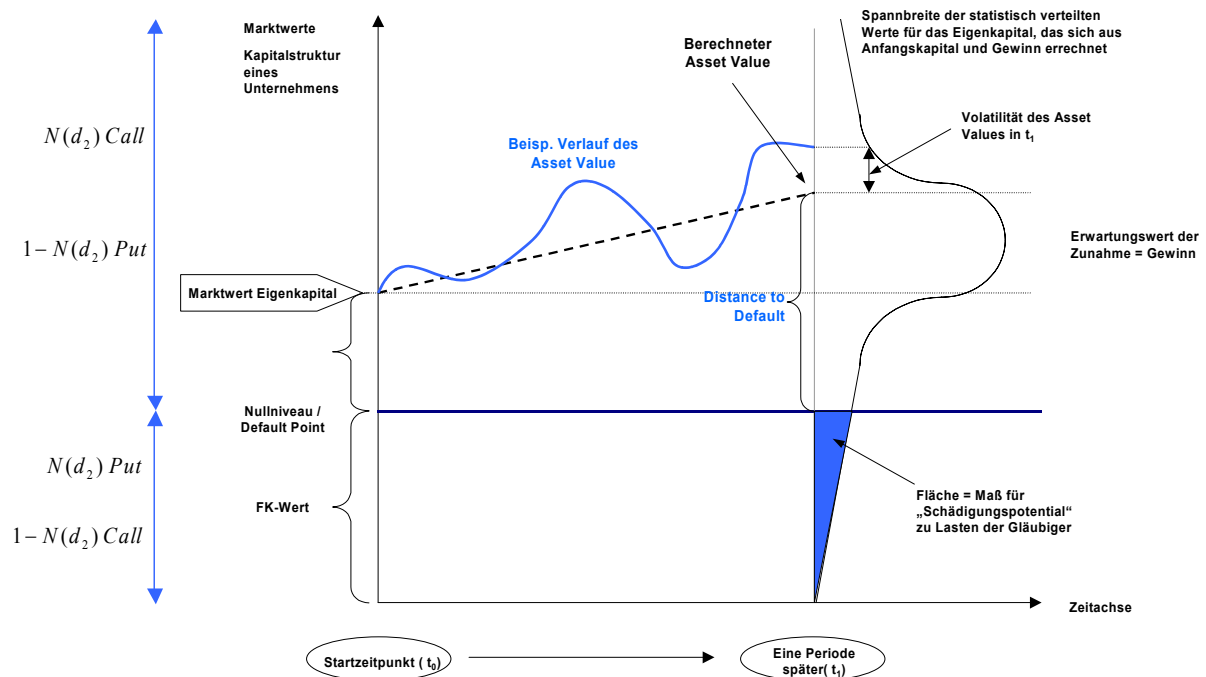 Marktwerte
Kapitalstruktur
eines
Unternehmens
Spannbreite der statistisch verteilten
Werte für das Eigenkapital, das sich aus
Anfangskapital und Gewinn errechnet
Berechneter
Asset Value
N(d₂) Call
Beisp. Verlauf des
Asset Value
Volatilität des Asset
Values in t₁
1 – N(d₂) Put
Erwartungswert der
Zunahme = Gewinn
Marktwert Eigenkapital
Distance to
Default
Nullniveau /
Default Point
N(d₂) Put
1 – N(d₂) Call
FK-Wert
Fläche = Maß für
„Schädigungspotential“
zu Lasten der Gläubiger
Zeitachse
Startzeitpunkt ( t₀)
Eine Periode
später( t₁)